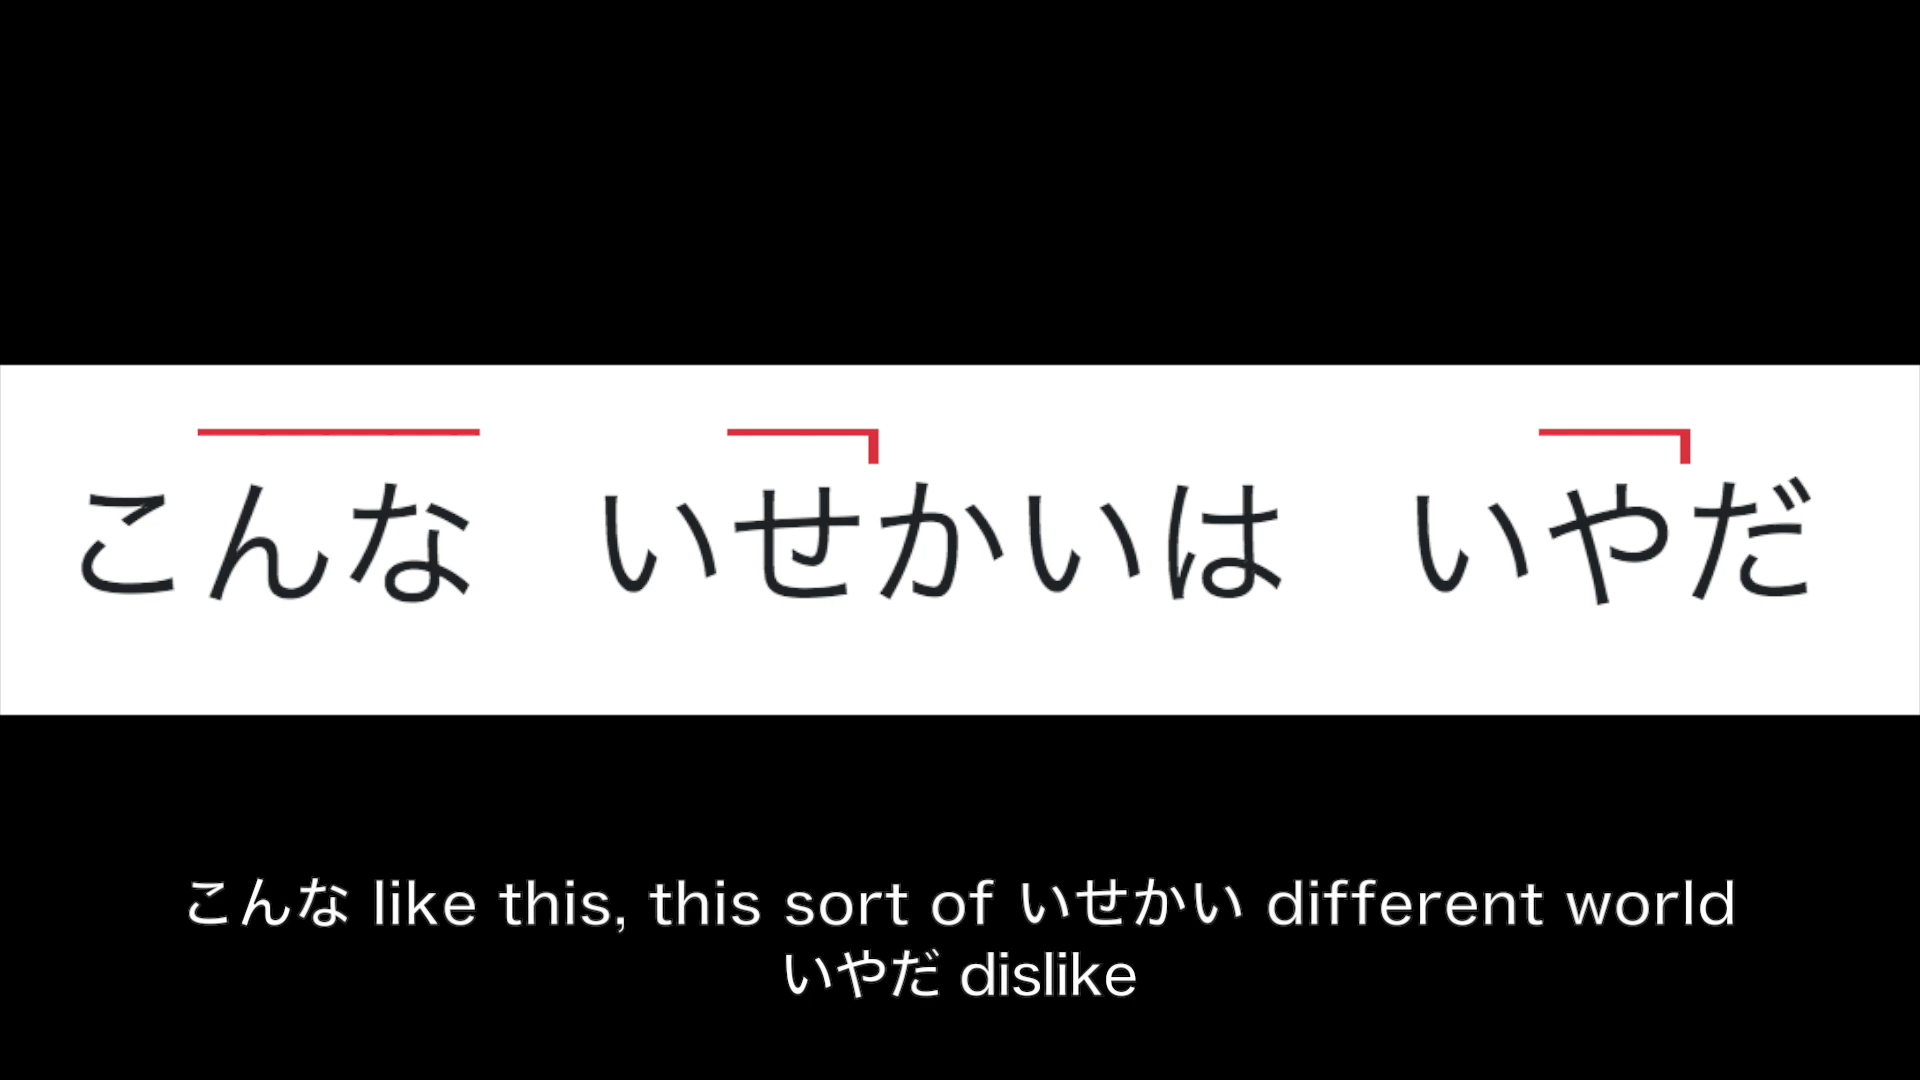 こんな いせかいは いやだ
こんな like this, this sort of いせかい different world
いやだ dislike